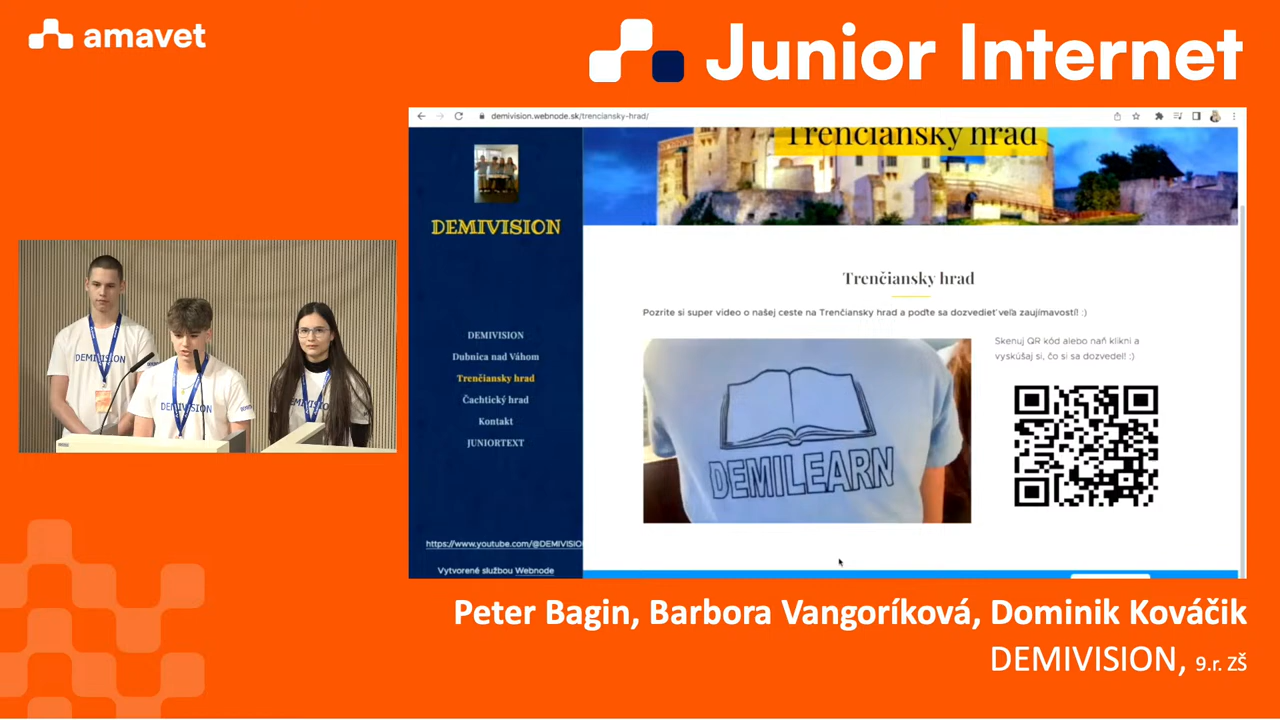 amavet
Junior Internet
demivision.webnode.sk/trenciansky-hrad/
Trenčiansky hrad
DEMIVISION
DEMIVISION
Dubnica nad Váhom
Trenčiansky hrad
Čachtický hrad
Kontakt
JUNIORTEXT
https://www.youtube.com/@DEMIVISIO
Vytvorené službou Webnode
Trenčiansky hrad
Pozrite si super video o našej ceste na Trenčiansky hrad a poďte sa dozvedieť veľa zaujímavostí! :)
Skenuj QR kód alebo naň klikni a
vyskúšaj si, čo si sa dozvedel! :)
DEMILEARN
DEMIVISION
DEMIVISION
Peter Bagin, Barbora Vangoríková, Dominik Kováčik
DEMIVISION, 9.r. ZŠ